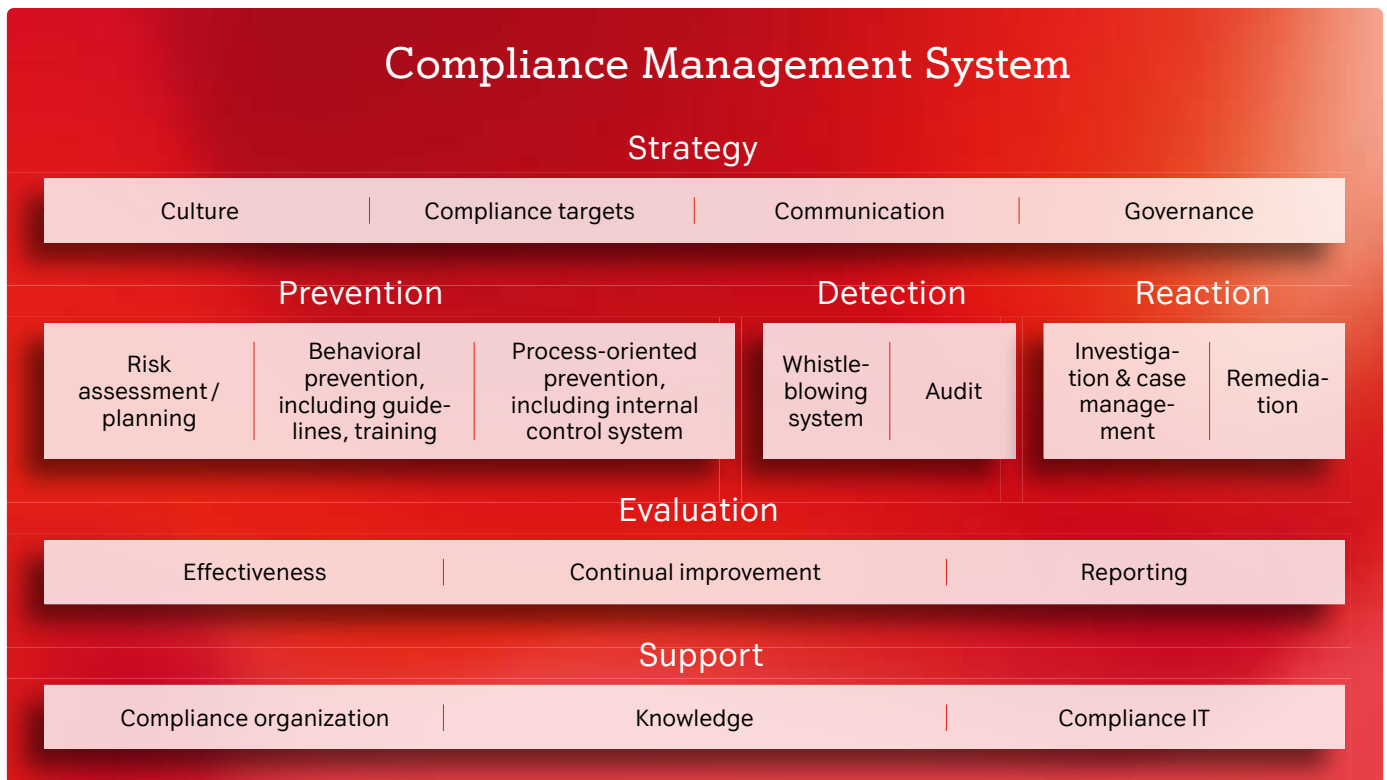 Compliance Management System
Strategy
Culture
Compliance targets
Communication
Governance
Prevention
Risk
assessment/
planning
Behavioral
prevention,
including guide-
lines, training
Process-oriented
prevention,
including internal
control system
Detection
Whistle-
blowing
system
Audit
Reaction
Investiga-
tion & case
manage-
ment
Remedia-
tion
Evaluation
Effectiveness
Continual improvement
Reporting
Support
Compliance organization
Knowledge
Compliance IT